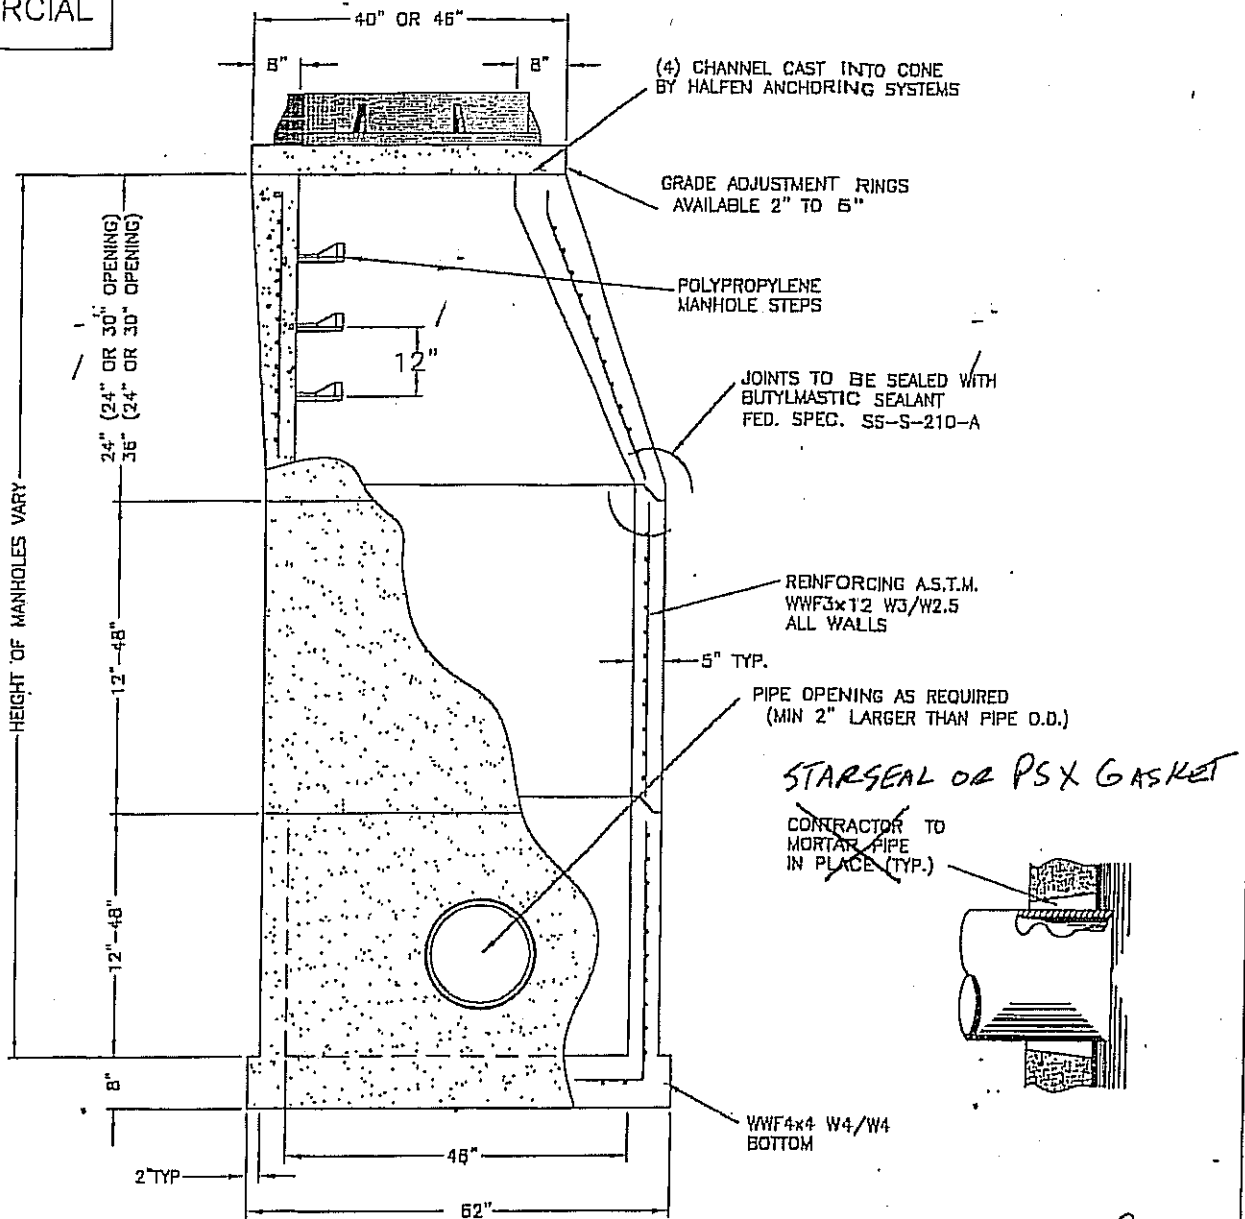 RCIAL
40" OR 46"
8"
8"
(4) CHANNEL CAST INTO CONE
BY HALFEN ANCHORING SYSTEMS
GRADE ADJUSTMENT RINGS
AVAILABLE 2" TO 6"
POLYPROPYLENE
MANHOLE STEPS
12"
JOINTS TO BE SEALED WITH
BUTYLMASTIC SEALANT
FED. SPEC. SS-S-210-A
24" (24" OR 30" OPENING)
36" (24" OR 30" OPENING)
HEIGHT OF MANHOLES VARY
12"-48"
REINFORCING A.S.T.M.
WWF3x12 W3/W2.5
ALL WALLS
5" TYP.
PIPE OPENING AS REQUIRED
(MIN 2" LARGER THAN PIPE O.D.)
STARSEAL OR PSX GASKET
CONTRACTOR TO
MORTAR PIPE
IN PLACE (TYP.)
12"-48"
8"
WWF4x4 W4/W4
BOTTOM
2"TYP
48"
62"